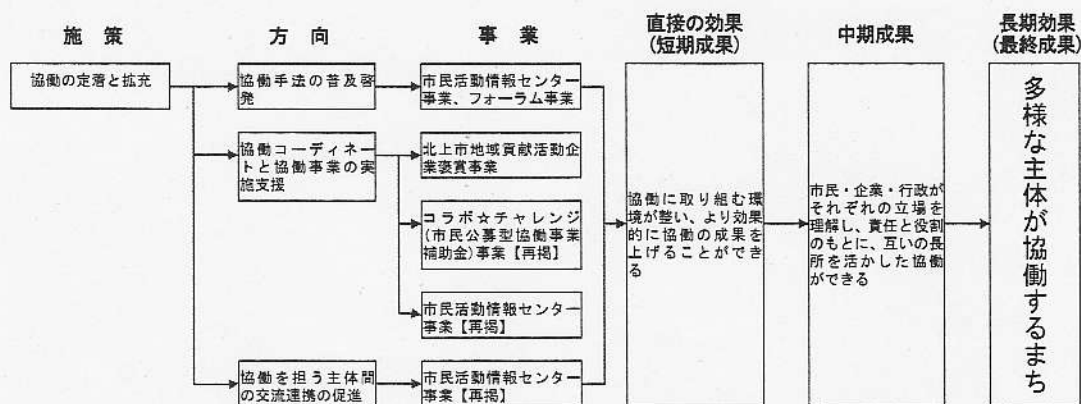 施策
方向
事業
直接の効果
(短期成果)
中期成果
長期効果
(最終成果)
協働の定着と拡充
協働手法の普及啓
発
市民活動情報センター
事業、フォーラム事業
協働コーディネー
トと協働事業の実
施支援
北上市地域貢献活動企
業褒賞事業
コラボ☆チャレンジ
(市民公募型協働事業
補助金)事業【再掲】
市民活動情報センター
事業【再掲】
協働を担う主体間
の交流連携の促進
市民活動情報センター
事業【再掲】
協働に取り組む環
境が整い、より効果
的に協働の成果を
上げることができ
る
市民・企業・行政が
それぞれの立場を
理解し、責任と役割
のもとに、互いの長
所を活かした協働
ができる
多様な主体が協働するまち